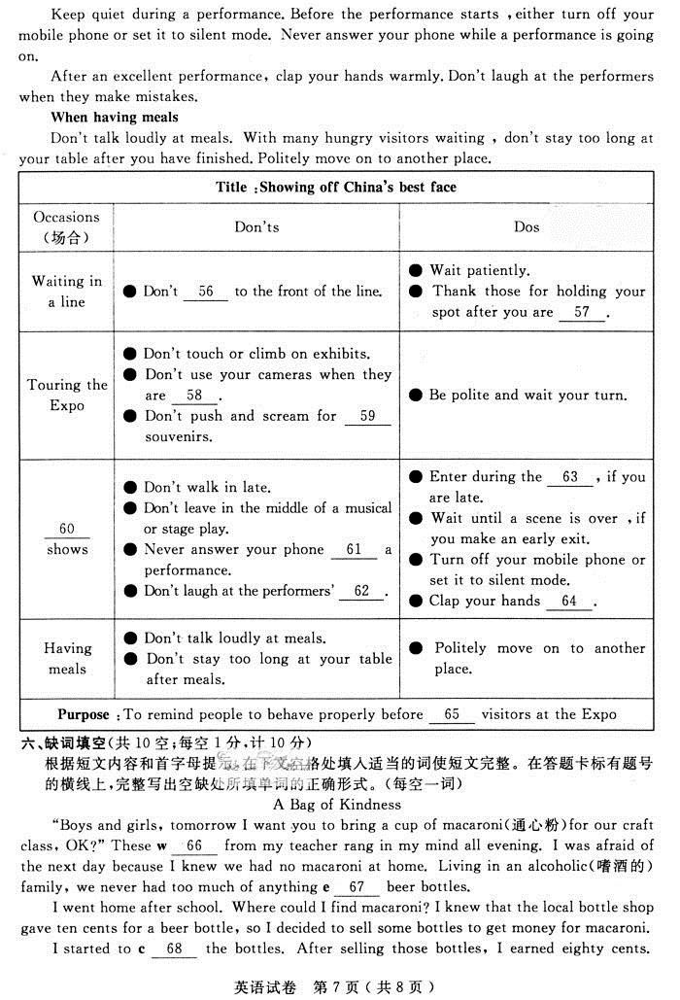 Keep quiet during a performance. Before the performance starts ,either turn off your
mobile phone or set it to silent mode. Never answer your phone while a performance is going
on.
After an excellent performance, clap your hands warmly. Don't laugh at the performers
when they make mistakes.
When having meals
Don't talk loudly at meals. With many hungry visitors waiting , don't stay too long at
your table after you have finished. Politely move on to another place.
Title :Showing off China's best face
Occasions
(场合)
Don'ts
Dos
Waiting in
a line
● Don't 56 to the front of the line.
● Wait patiently.
● Thank those for holding your
spot after you are 57 .
Touring the
Expo
● Don't touch or climb on exhibits.
● Don't use your cameras when they
are 58 .
● Don't push and scream for 59
souvenirs.
● Be polite and wait your turn.
60
shows
● Don't walk in late.
● Don't leave in the middle of a musical
or stage play.
● Never answer your phone 61 a
performance.
● Don't laugh at the performers' 62 .
● Enter during the 63 , if you
are late.
● Wait until a scene is over ,if
you make an early exit.
● Turn off your mobile phone or
set it to silent mode.
● Clap your hands 64 .
Having
meals
● Don't talk loudly at meals.
● Don't stay too long at your table
after meals.
● Politely move on to another
place.
Purpose :To remind people to behave properly before 65 visitors at the Expo
六、缺词填空(共10空;每空1分,计10分)
根据短文内容和首字母提示,在下文空格处填入适当的词使短文完整。在答题卡标有题号
的横线上,完整写出空缺处所填单词的正确形式。(每空一词)
A Bag of Kindness
"Boys and girls, tomorrow I want you to bring a cup of macaroni(通心粉)for our craft
class, OK?" These w 66 from my teacher rang in my mind all evening. I was afraid of
the next day because I knew we had no macaroni at home. Living in an alcoholic(嗜酒的)
family, we never had too much of anything e 67 beer bottles.
I went home after school. Where could I find macaroni? I knew that the local bottle shop
gave ten cents for a beer bottle, so I decided to sell some bottles to get money for macaroni.
I started to c 68 the bottles. After selling those bottles, I earned eighty cents.
英语试卷 第7页(共8页)